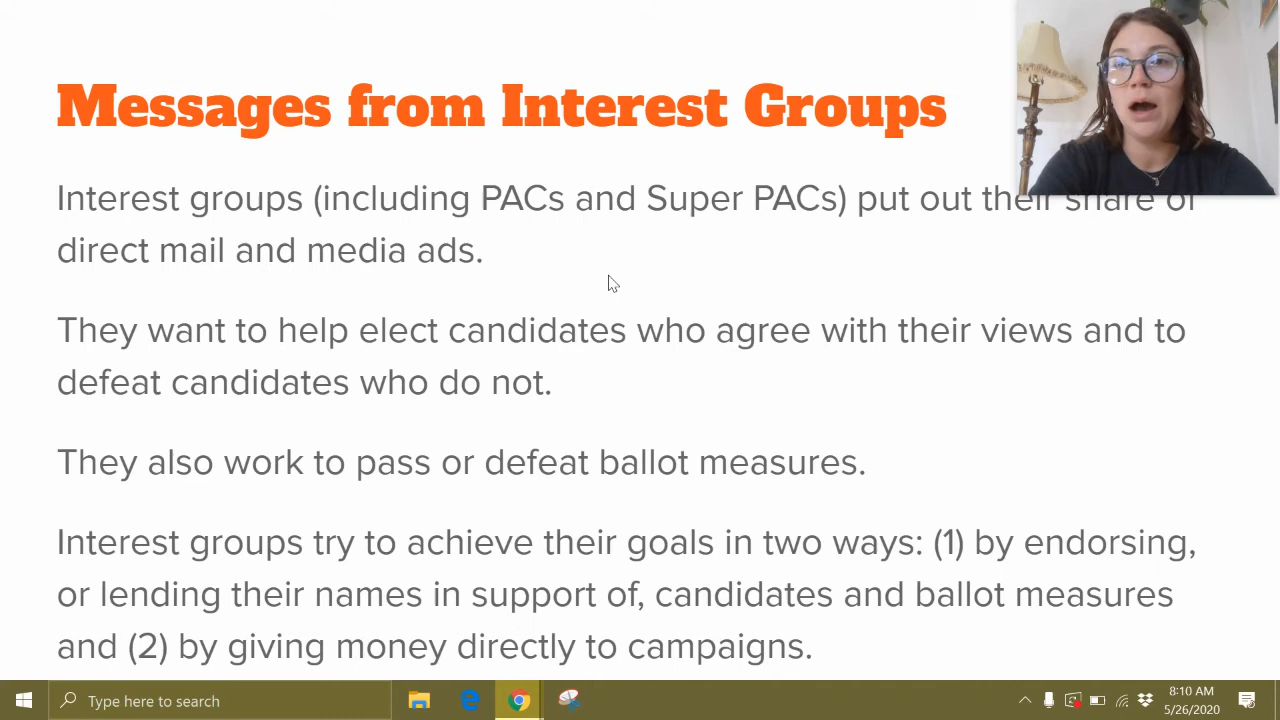 Messages from Interest Groups
Interest groups (including PACs and Super PACs) put out their share of
direct mail and media ads.
They want to help elect candidates who agree with their views and to
defeat candidates who do not.
They also work to pass or defeat ballot measures.
Interest groups try to achieve their goals in two ways: (1) by endorsing,
or lending their names in support of, candidates and ballot measures
and (2) by giving money directly to campaigns.
Type here to search
8:10 AM
5/26/2020